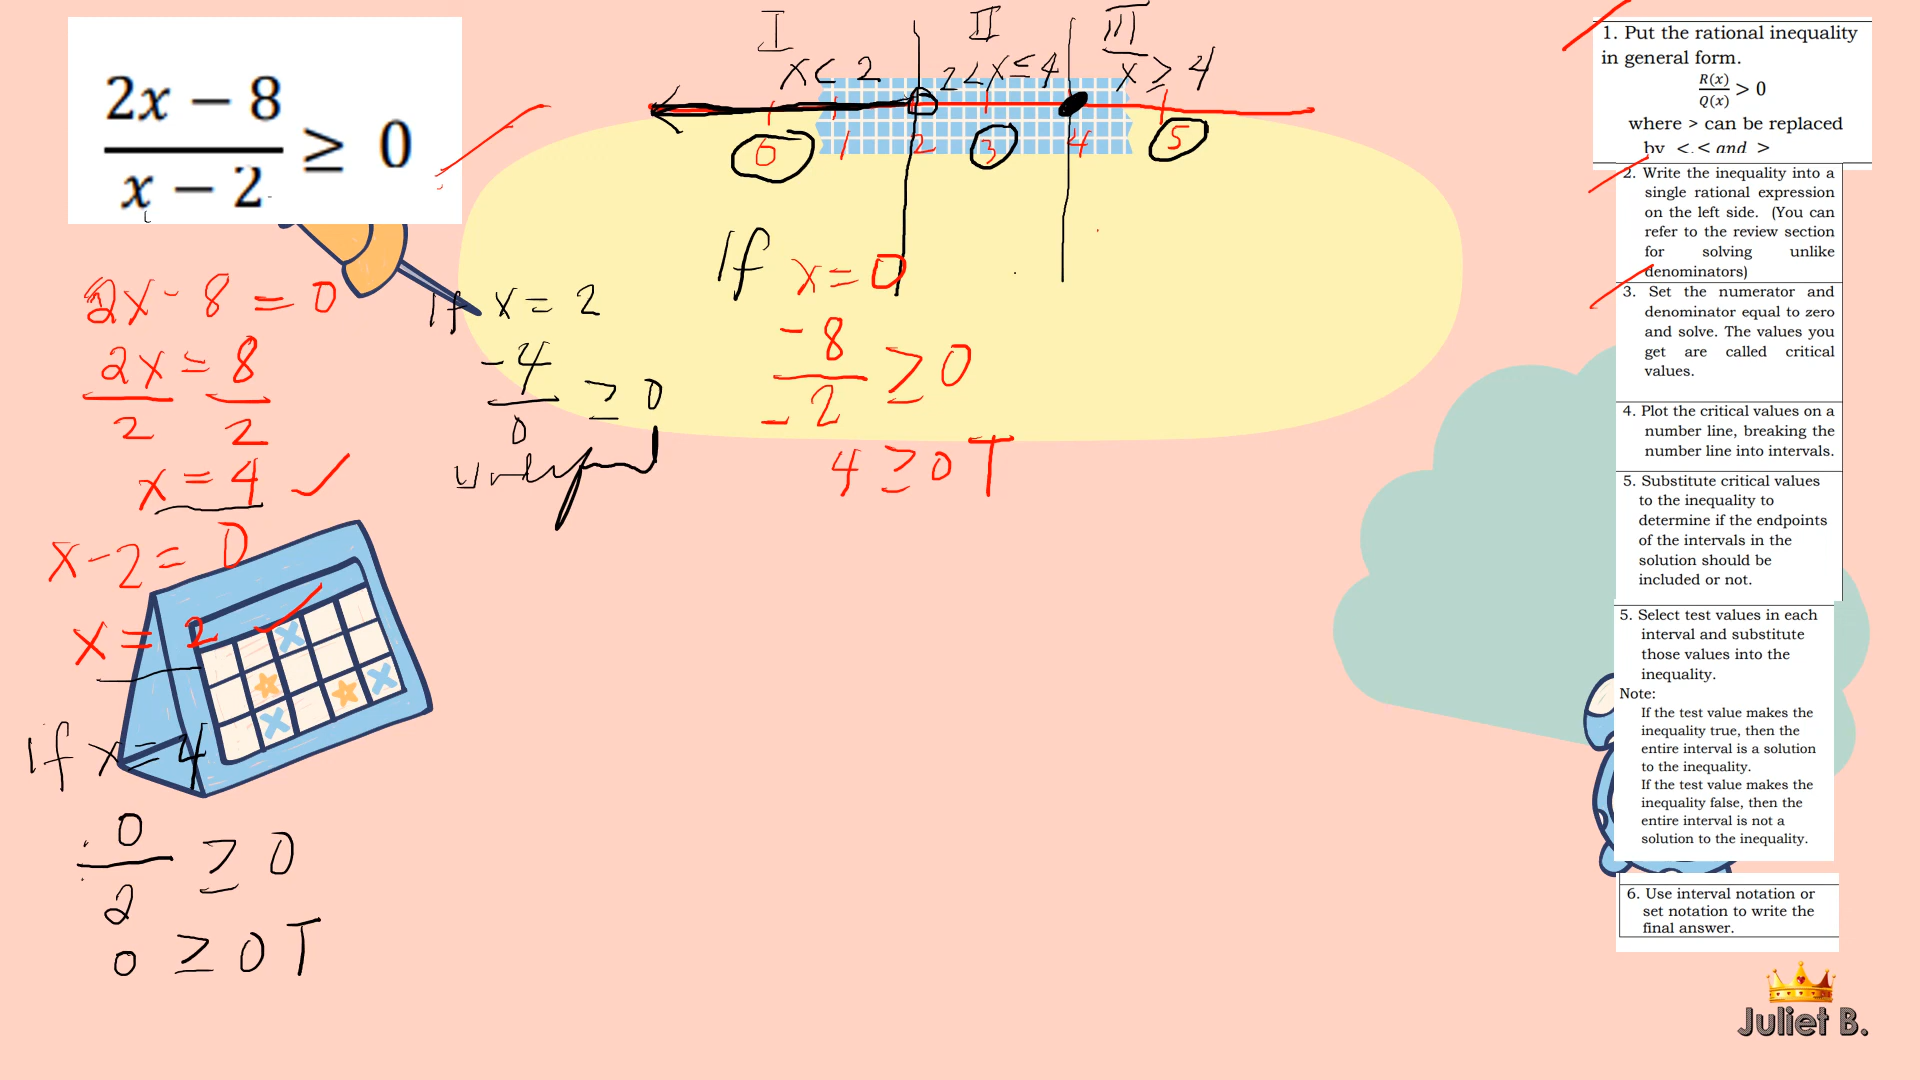 2x − 8
x − 2
≥ 0
I II III
x < 2 2 < x ≤ 4 x ≥ 4
0 1 2 3 4 5
2x - 8 = 0
2x = 8
2 2
x = 4 ✓
x - 2 = 0
x = 2 ✓
If x = 4
0
2
≥ 0
0 ≥ 0 T
If x = 2
-4
0
≥ 0
undefined
If x = 0
-8
-2
≥ 0
4 ≥ 0 T
1. Put the rational inequality
in general form.
R(x)
Q(x)
> 0
where > can be replaced
by <, < and >
2. Write the inequality into a
single rational expression
on the left side. (You can
refer to the review section
for solving unlike
denominators)
3. Set the numerator and
denominator equal to zero
and solve. The values you
get are called critical
values.
4. Plot the critical values on a
number line, breaking the
number line into intervals.
5. Substitute critical values
to the inequality to
determine if the endpoints
of the intervals in the
solution should be
included or not.
5. Select test values in each
interval and substitute
those values into the
inequality.
Note:
If the test value makes the
inequality true, then the
entire interval is a solution
to the inequality.
If the test value makes the
inequality false, then the
entire interval is not a
solution to the inequality.
6. Use interval notation or
set notation to write the
final answer.
Juliet B.